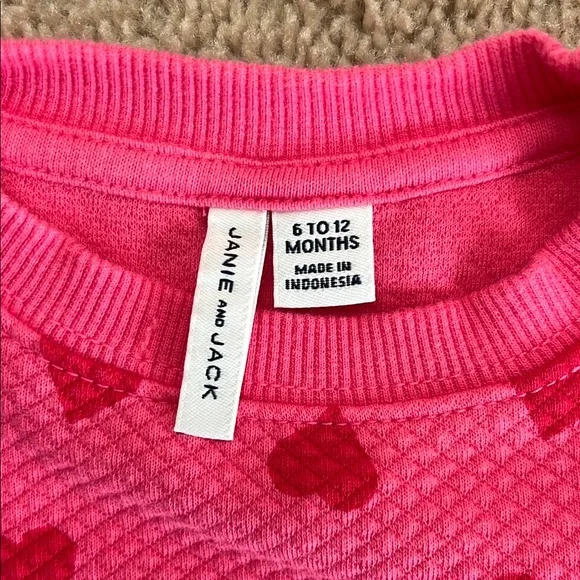 JANIE AND JACK
6 TO 12
MONTHS
MADE IN
INDONESIA